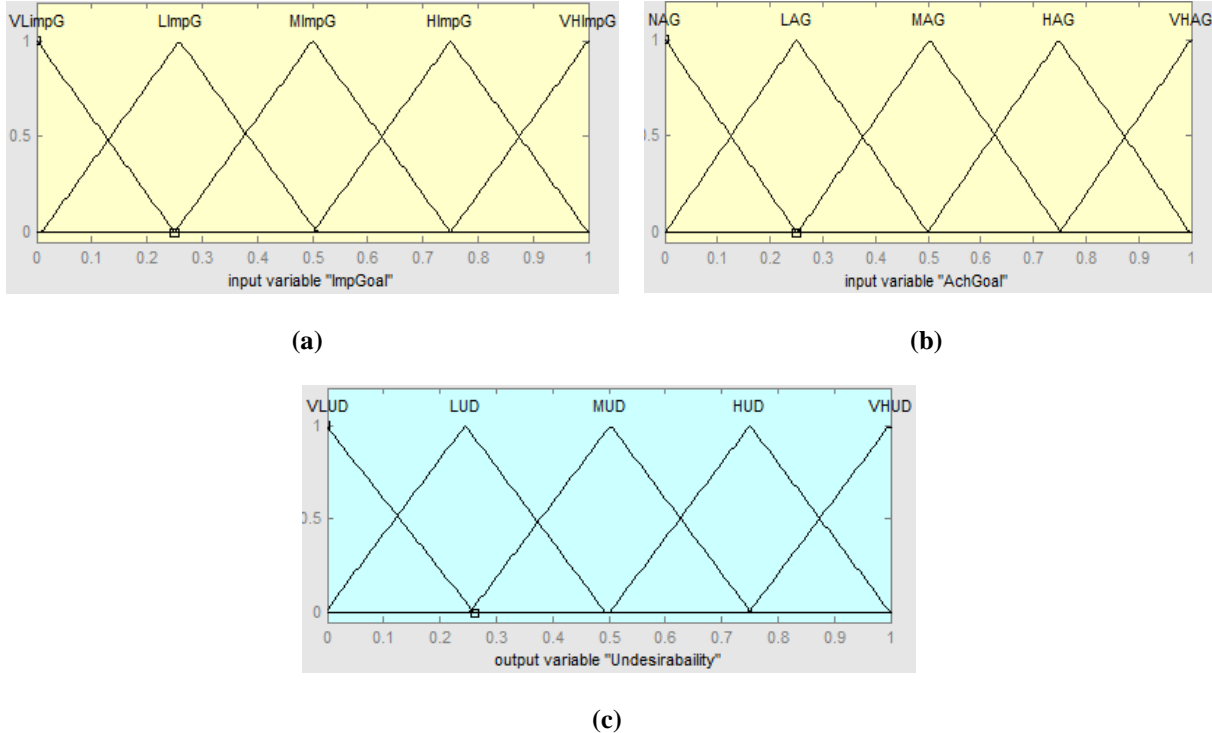 VLimpG LImpG MImpG HImpG VHImpG
1
0.5
0
0 0.1 0.2 0.3 0.4 0.5 0.6 0.7 0.8 0.9 1
input variable "ImpGoal"
(a)
NAG LAG MAG HAG VHAG
1
0.5
0
0 0.1 0.2 0.3 0.4 0.5 0.6 0.7 0.8 0.9 1
input variable "AchGoal"
(b)
VLUD LUD MUD HUD VHUD
1
0.5
0
0 0.1 0.2 0.3 0.4 0.5 0.6 0.7 0.8 0.9 1
output variable "Undesirabaility"
(c)